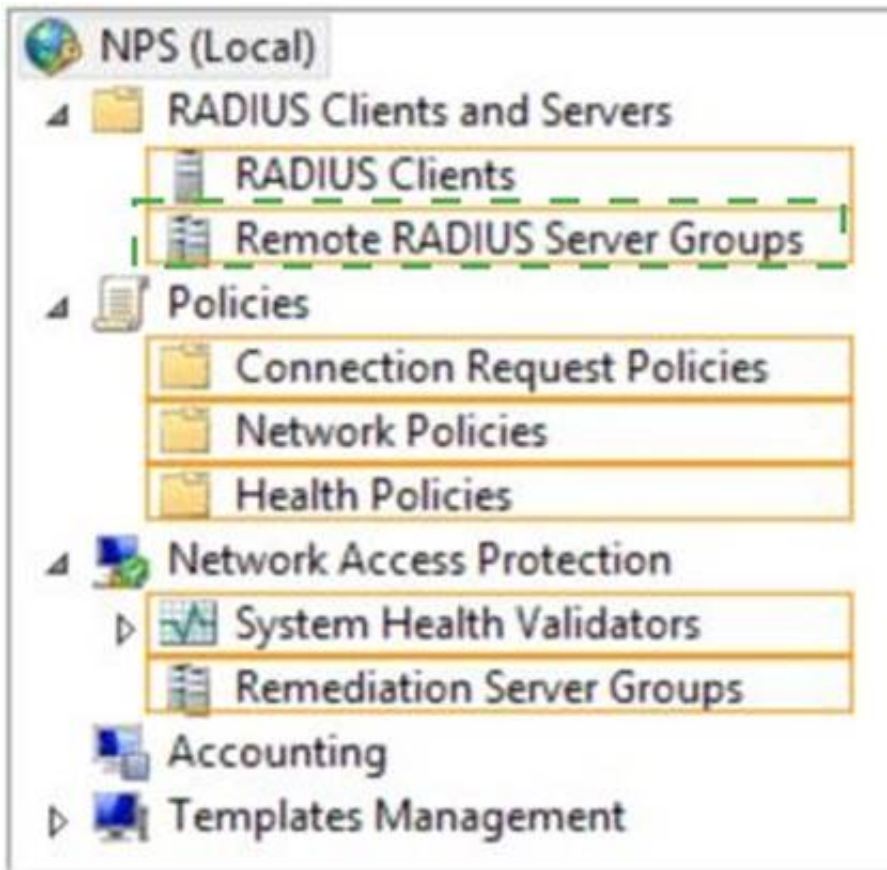 NPS (Local)
RADIUS Clients and Servers
RADIUS Clients
Remote RADIUS Server Groups
Policies
Connection Request Policies
Network Policies
Health Policies
Network Access Protection
System Health Validators
Remediation Server Groups
Accounting
Templates Management